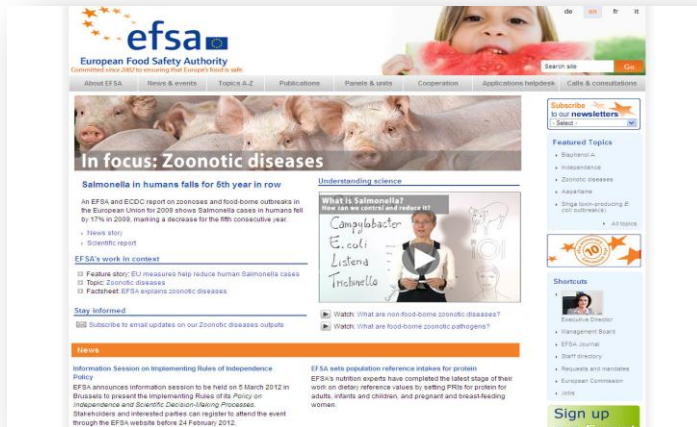 de en fr it
efsa
European Food Safety Authority
Committed since 2002 to ensuring that Europe's food is safe
Search site Go
About EFSA News & events Topics A-Z Publications Panels & units Cooperation Applications helpdesk Calls & consultations
In focus: Zoonotic diseases
Salmonella in humans falls for 5th year in row
An EFSA and ECDC report on zoonoses and food-borne outbreaks in
the European Union for 2009 shows Salmonella cases in humans fell
by 17% in 2009, marking a decrease for the fifth consecutive year.
News story
Scientific report
EFSA's work in context
Feature story: EU measures help reduce human Salmonella cases
Topic: Zoonotic diseases
Factsheet: EFSA explains zoonotic diseases
Stay informed
Subscribe to email updates on our Zoonotic diseases outputs
Understanding science
What is Salmonella?
How can we control and reduce it?
Campylobacter
E. coli
Listeria
Trichinella
Watch: What are non-food-borne zoonotic diseases?
Watch: What are food-borne zoonotic pathogens?
News
Information Session on Implementing Rules of Independence
Policy
EFSA announces information session to be held on 5 March 2012 in
Brussels to present the Implementing Rules of its Policy on
Independence and Scientific Decision-Making Processes.
Stakeholders and interested parties can register to attend the event
through the EFSA website before 24 February 2012.
EFSA sets population reference intakes for protein
EFSA's nutrition experts have completed the latest stage of their
work on dietary reference values by setting PRIs for protein for
adults, infants and children, and pregnant and breast-feeding
women.
Subscribe
to our newsletters
- Select -
Featured Topics
Bisphenol A
Independence
Zoonotic diseases
Aspartame
Shiga toxin-producing E.
coli outbreak(s)
All topics
10
Shortcuts
Executive Director
Management Board
EFSA Journal
Staff directory
Requests and mandates
European Commission
Jobs
Sign up